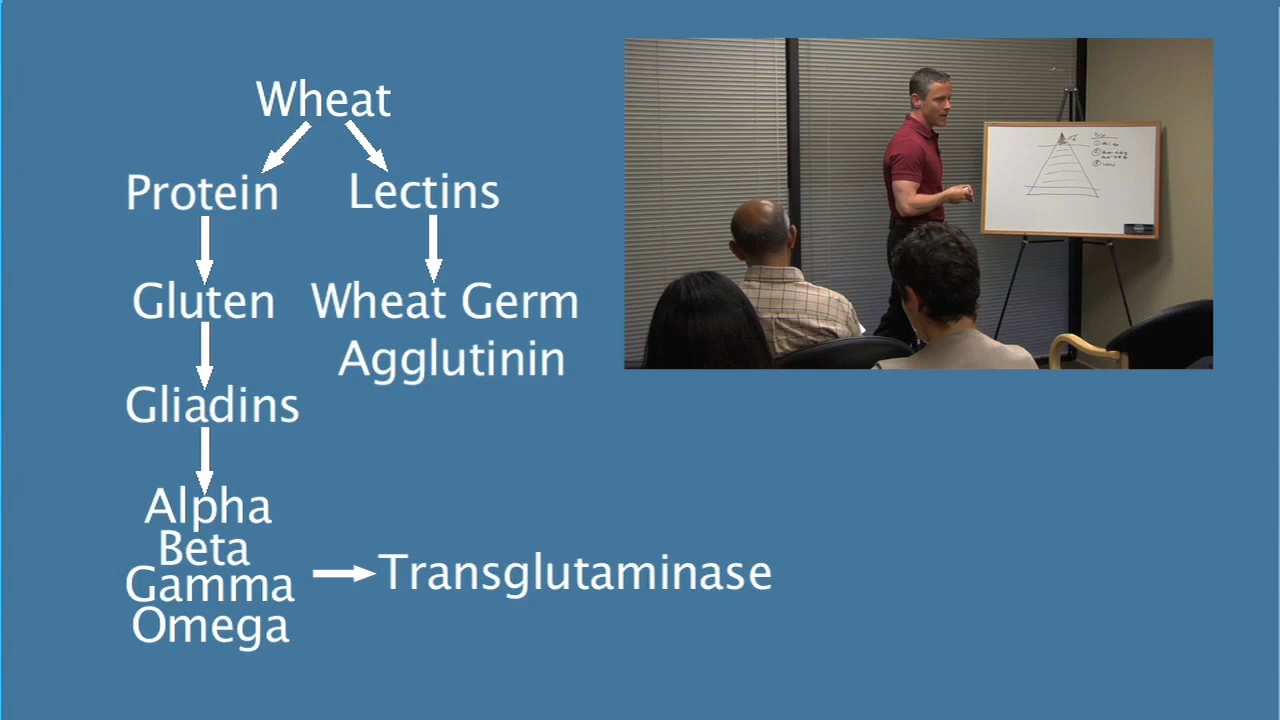 Wheat
Protein
Lectins
Gluten
Wheat Germ
Agglutinin
Gliadins
Alpha
Beta
Gamma
Omega
Transglutaminase